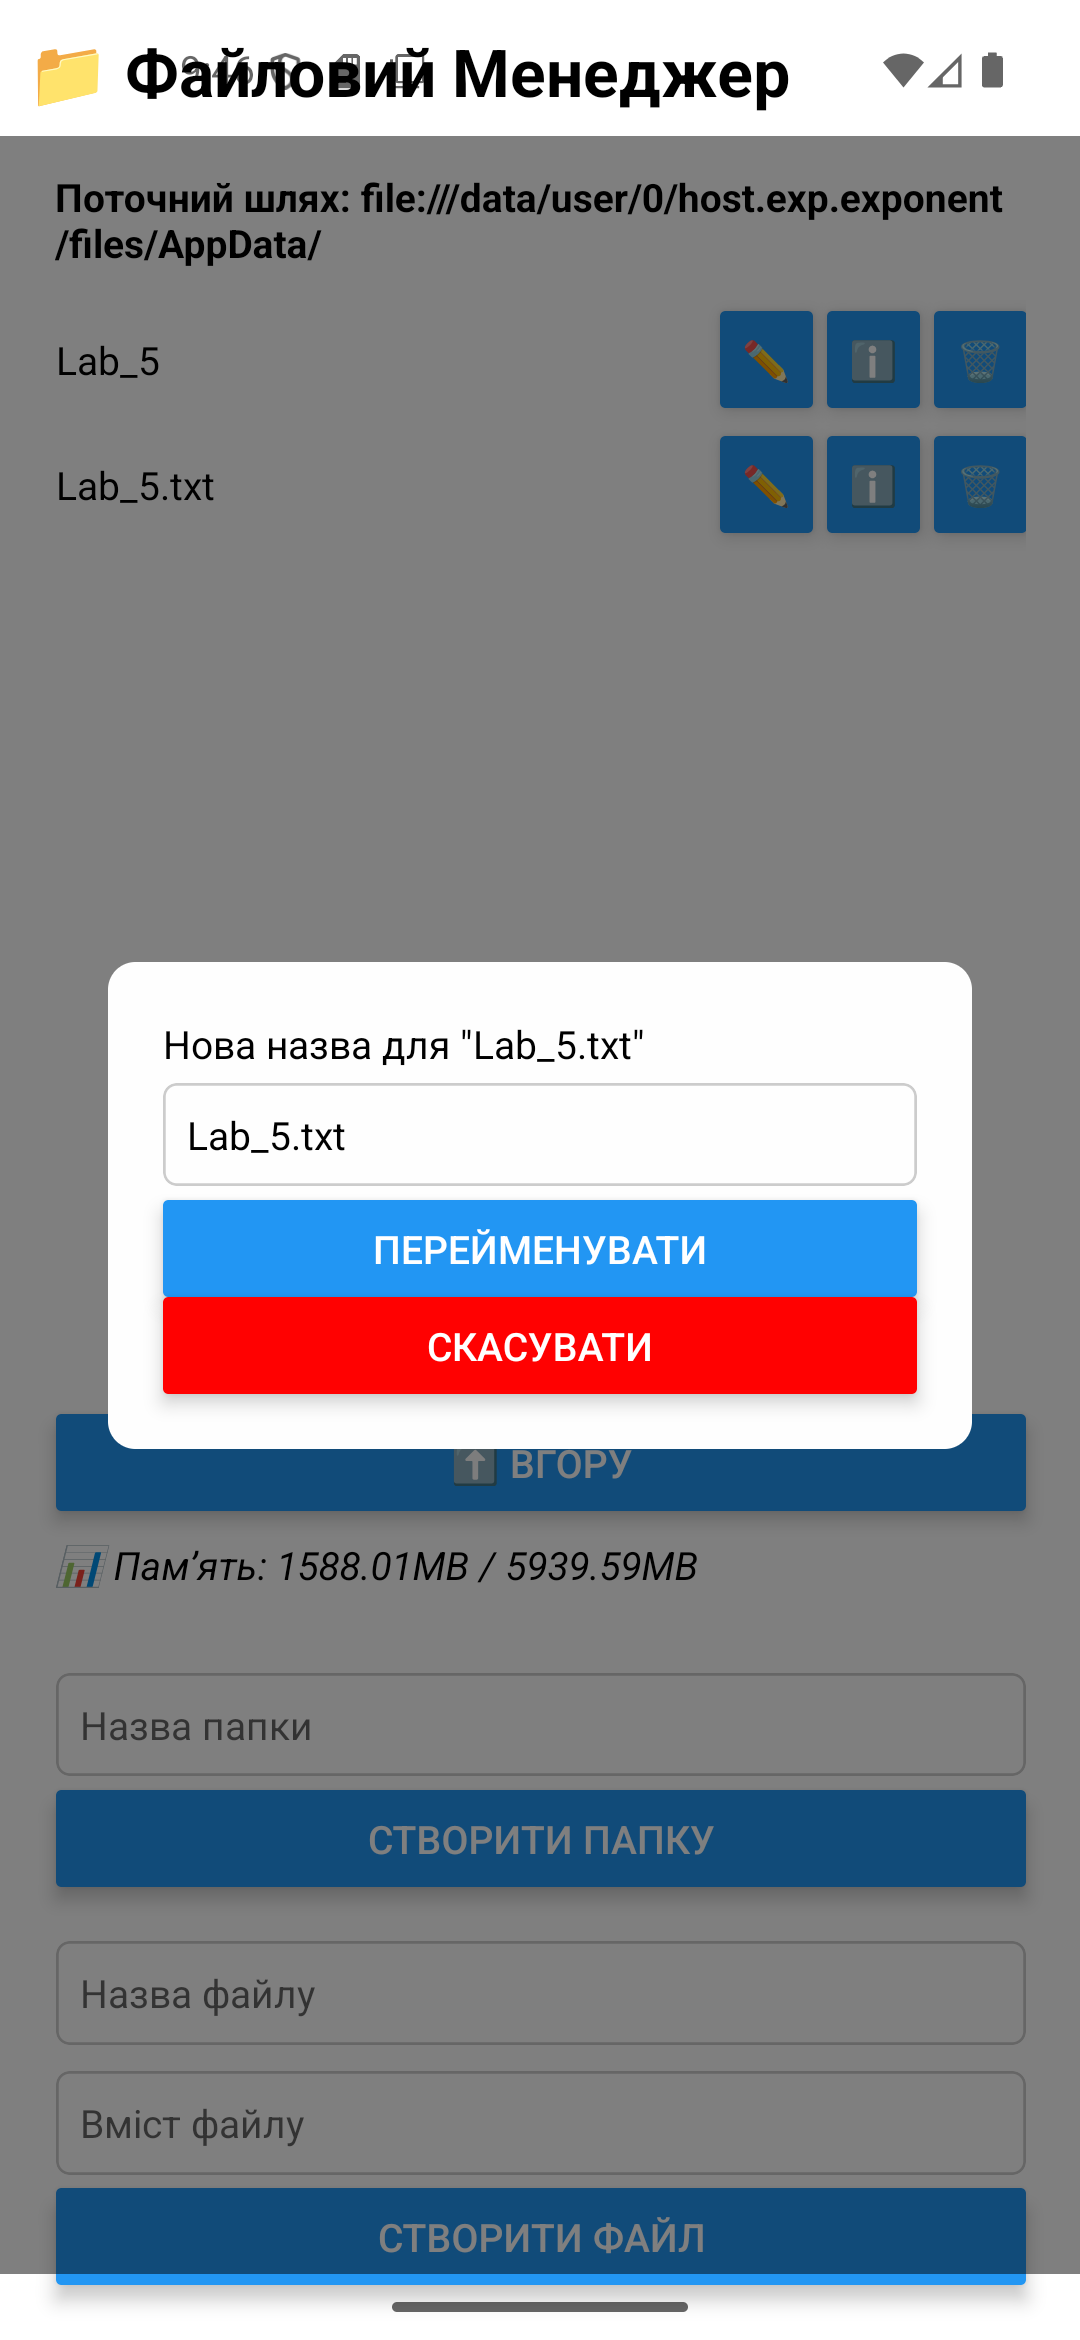 📁 Файловий Менеджер
Поточний шлях: file:///data/user/0/host.exp.exponent
/files/AppData/
Lab_5
Lab_5.txt
Нова назва для "Lab_5.txt"
Lab_5.txt
ПЕРЕЙМЕНУВАТИ
СКАСУВАТИ
⬆️ ВГОРУ
📊 Пам’ять: 1588.01MB / 5939.59MB
Назва папки
СТВОРИТИ ПАПКУ
Назва файлу
Вміст файлу
СТВОРИТИ ФАЙЛ